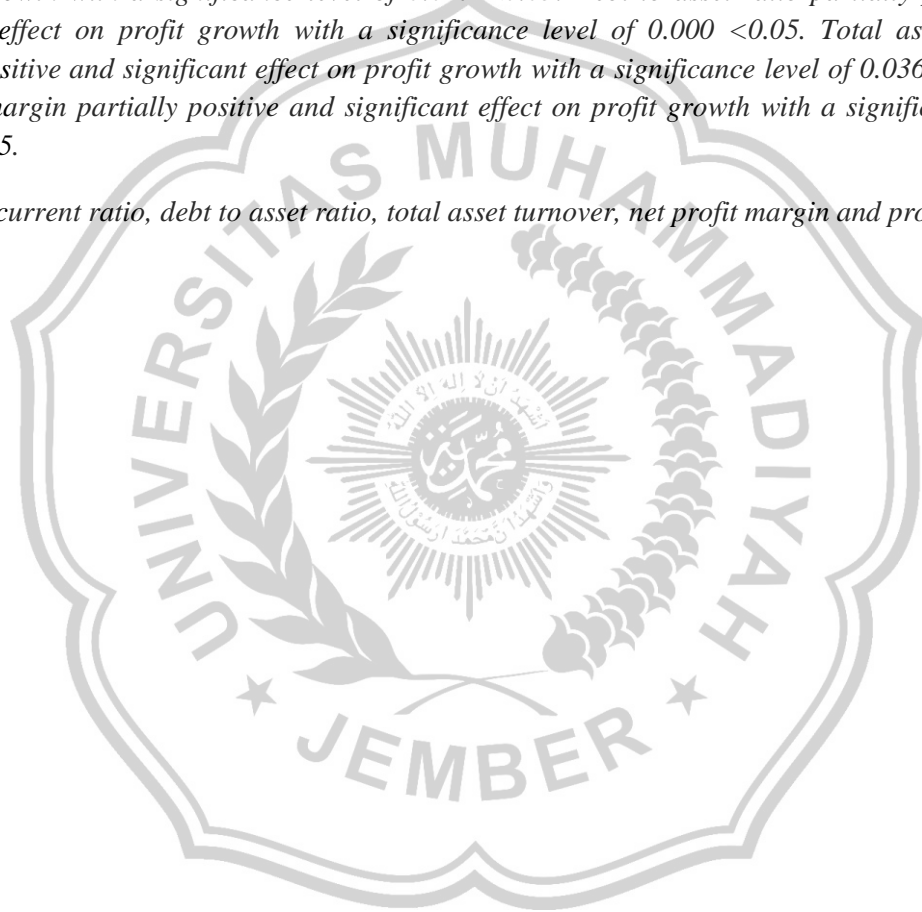 effect on profit growth with a significance level of 0.000 <0.05. Total as
sitive and significant effect on profit growth with a significance level of 0.036
nargin partially positive and significant effect on profit growth with a signific
5.
current ratio, debt to asset ratio, total asset turnover, net profit margin and pro
UNIVERSITAS MUHAMMADIYAH
JEMBER